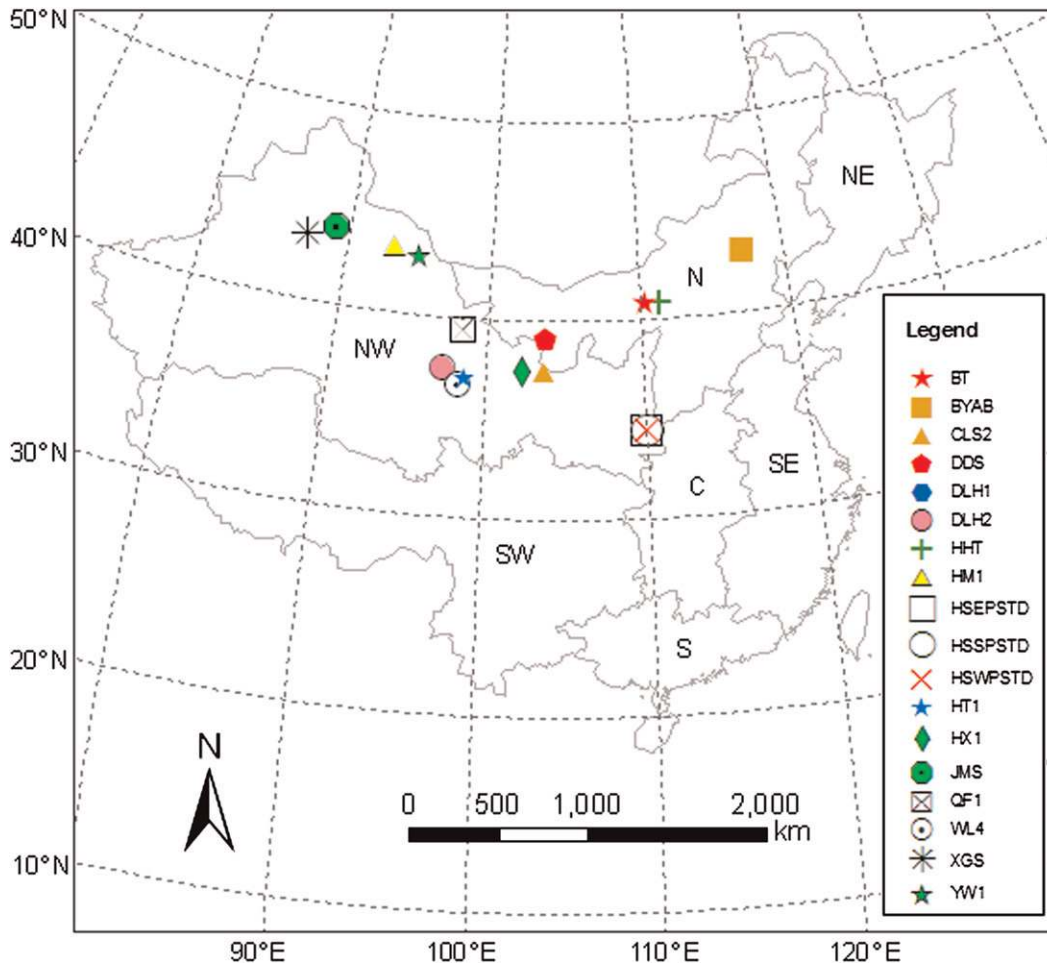 50°N
40°N
30°N
20°N
10°N
90°E
100°E
110°E
120°E
NE
N
NW
SE
C
SW
S
N
0 500 1,000 2,000
km
Legend
BT
BYAB
CLS2
DDS
DLH1
DLH2
HHT
HM1
HSEPSTD
HSSPSTD
HSWPSTD
HT1
HX1
JMS
QF1
WL4
XGS
YW1